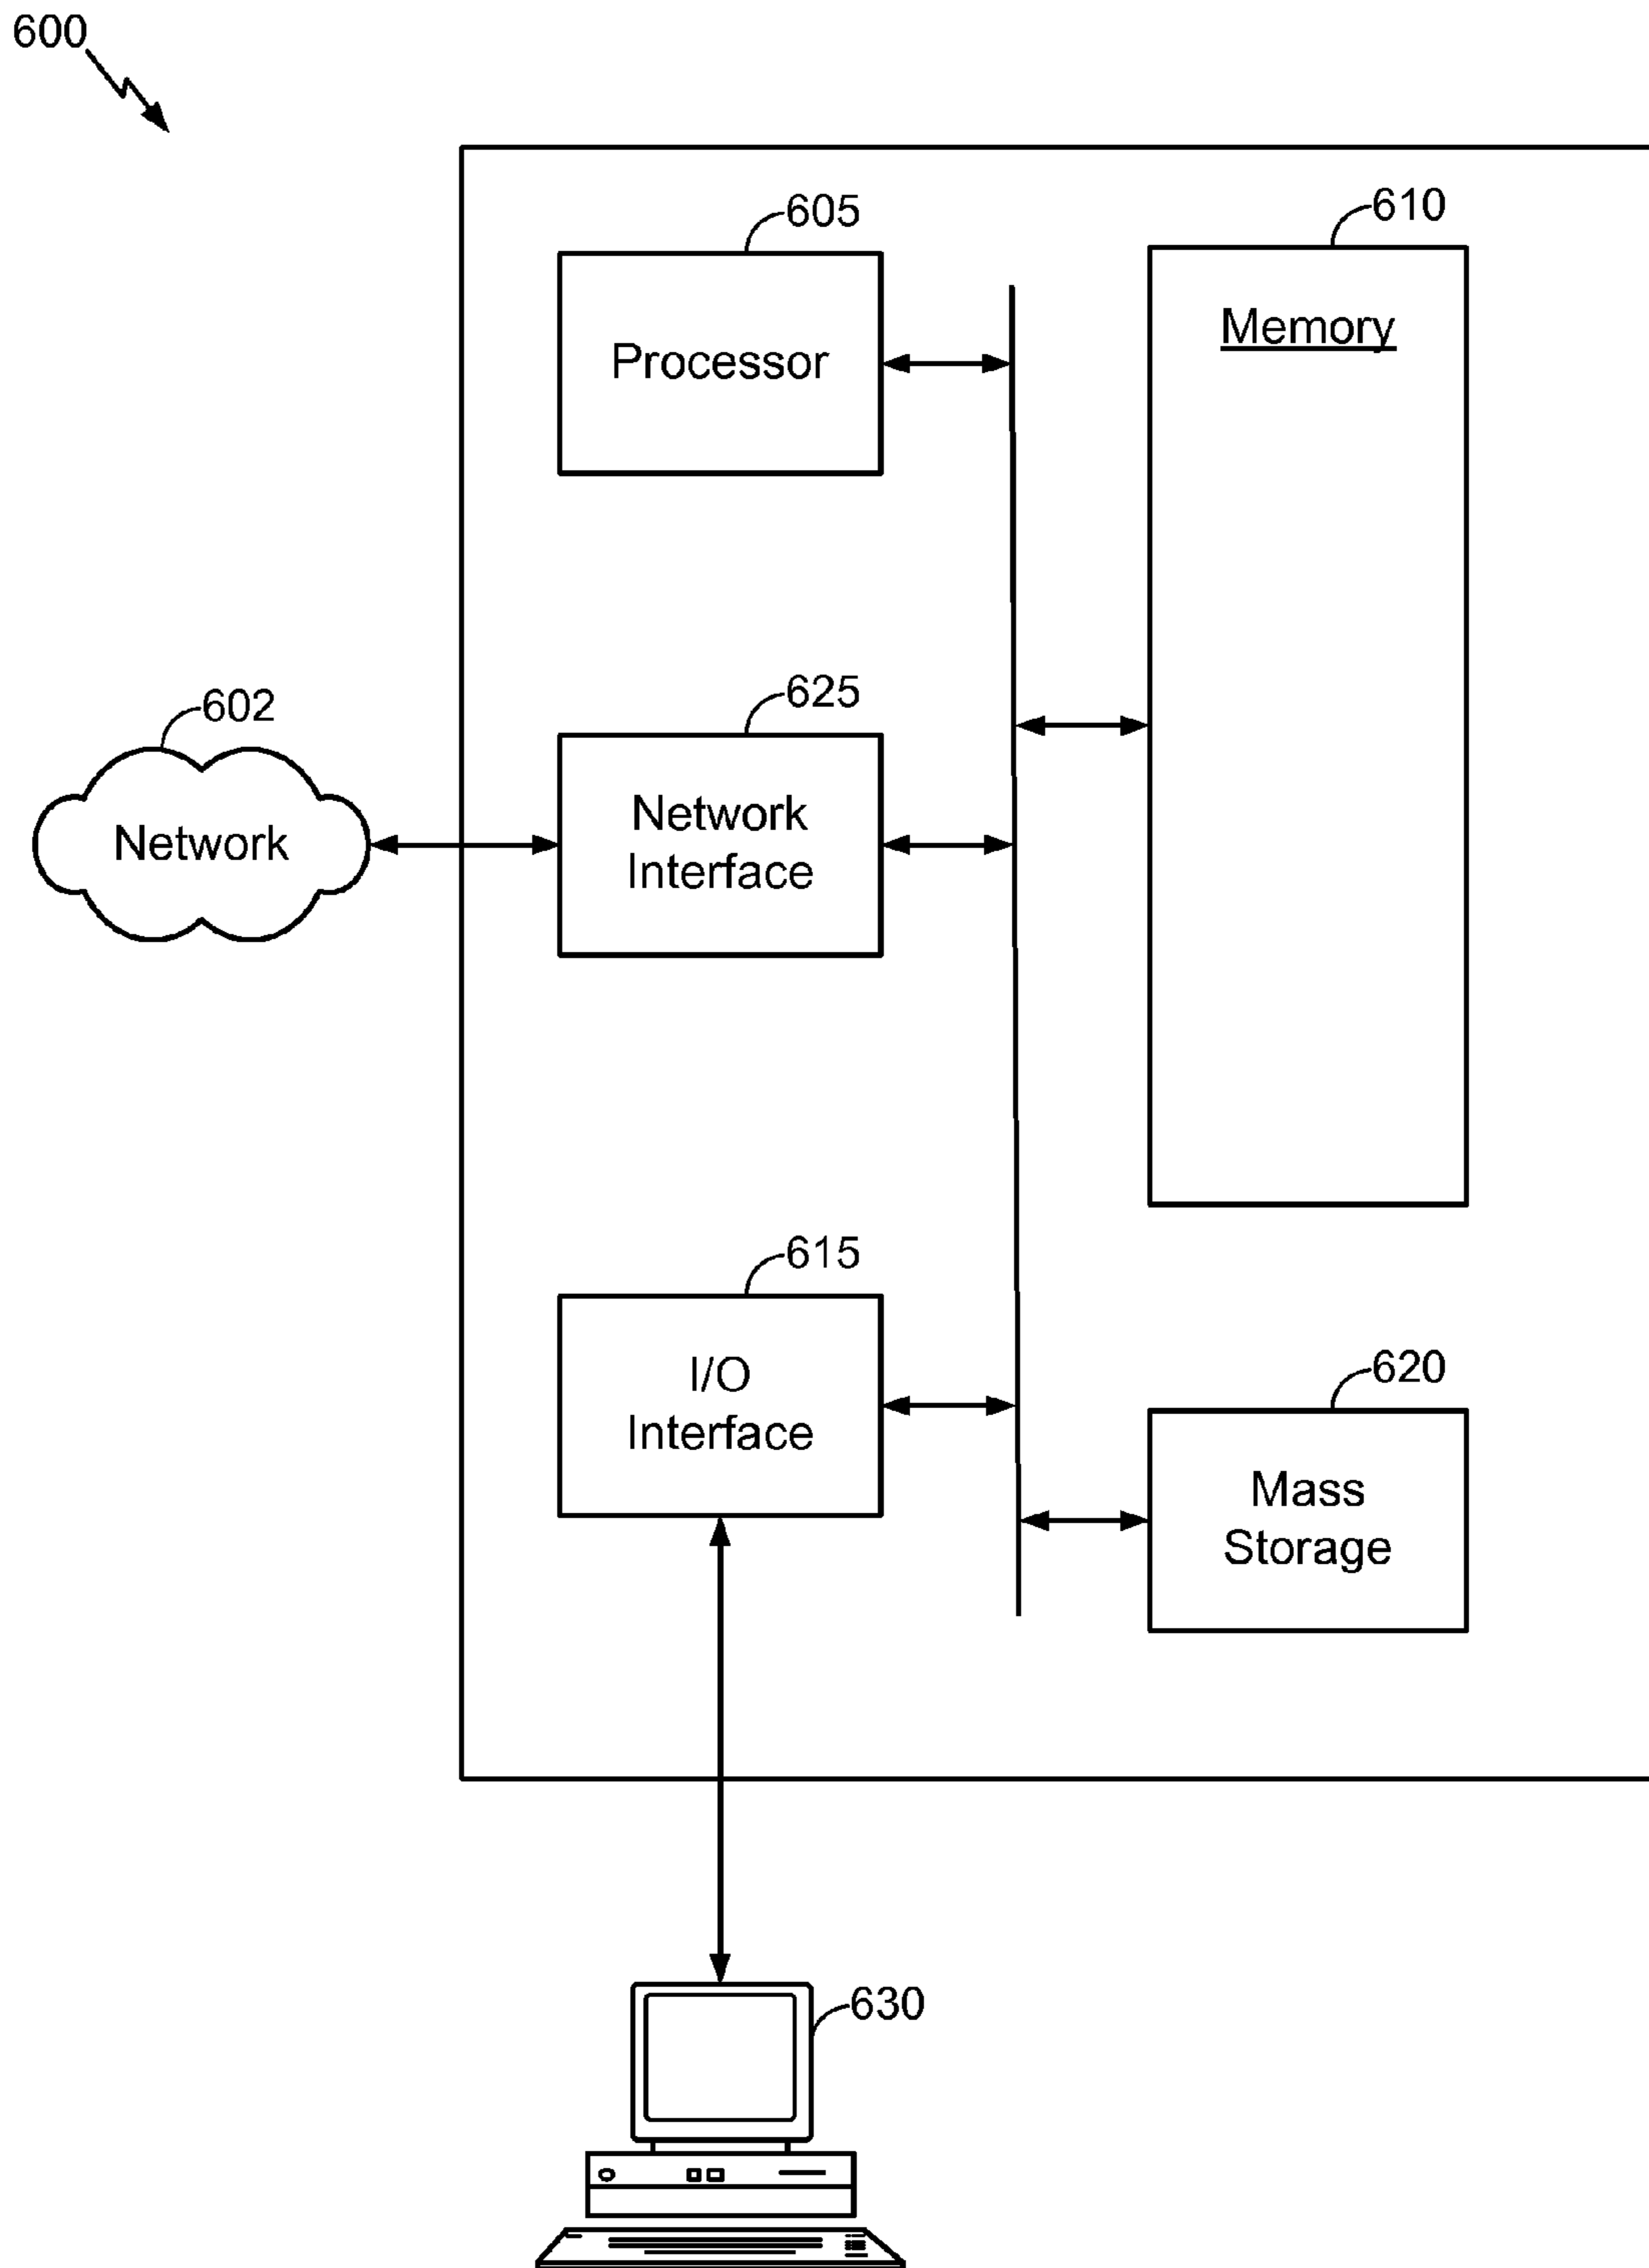 600
605
610
Processor
Memory
602
625
Network
Network
Interface
615
I/O
Interface
620
Mass
Storage
630